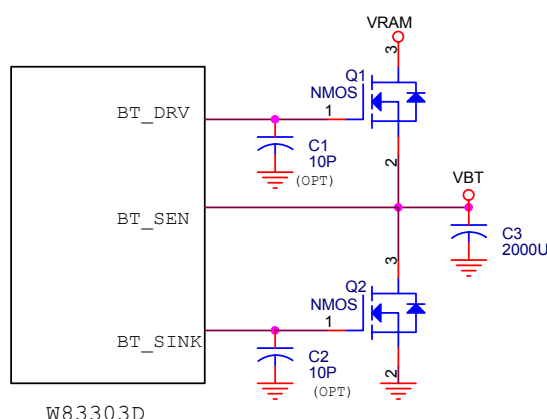 VRAM
3
Q1
NMOS
1
BT_DRV
C1
10P
(OPT)
2
VBT
BT_SEN
C3
2000U
3
Q2
NMOS
1
BT_SINK
C2
10P
(OPT)
2
W83303D